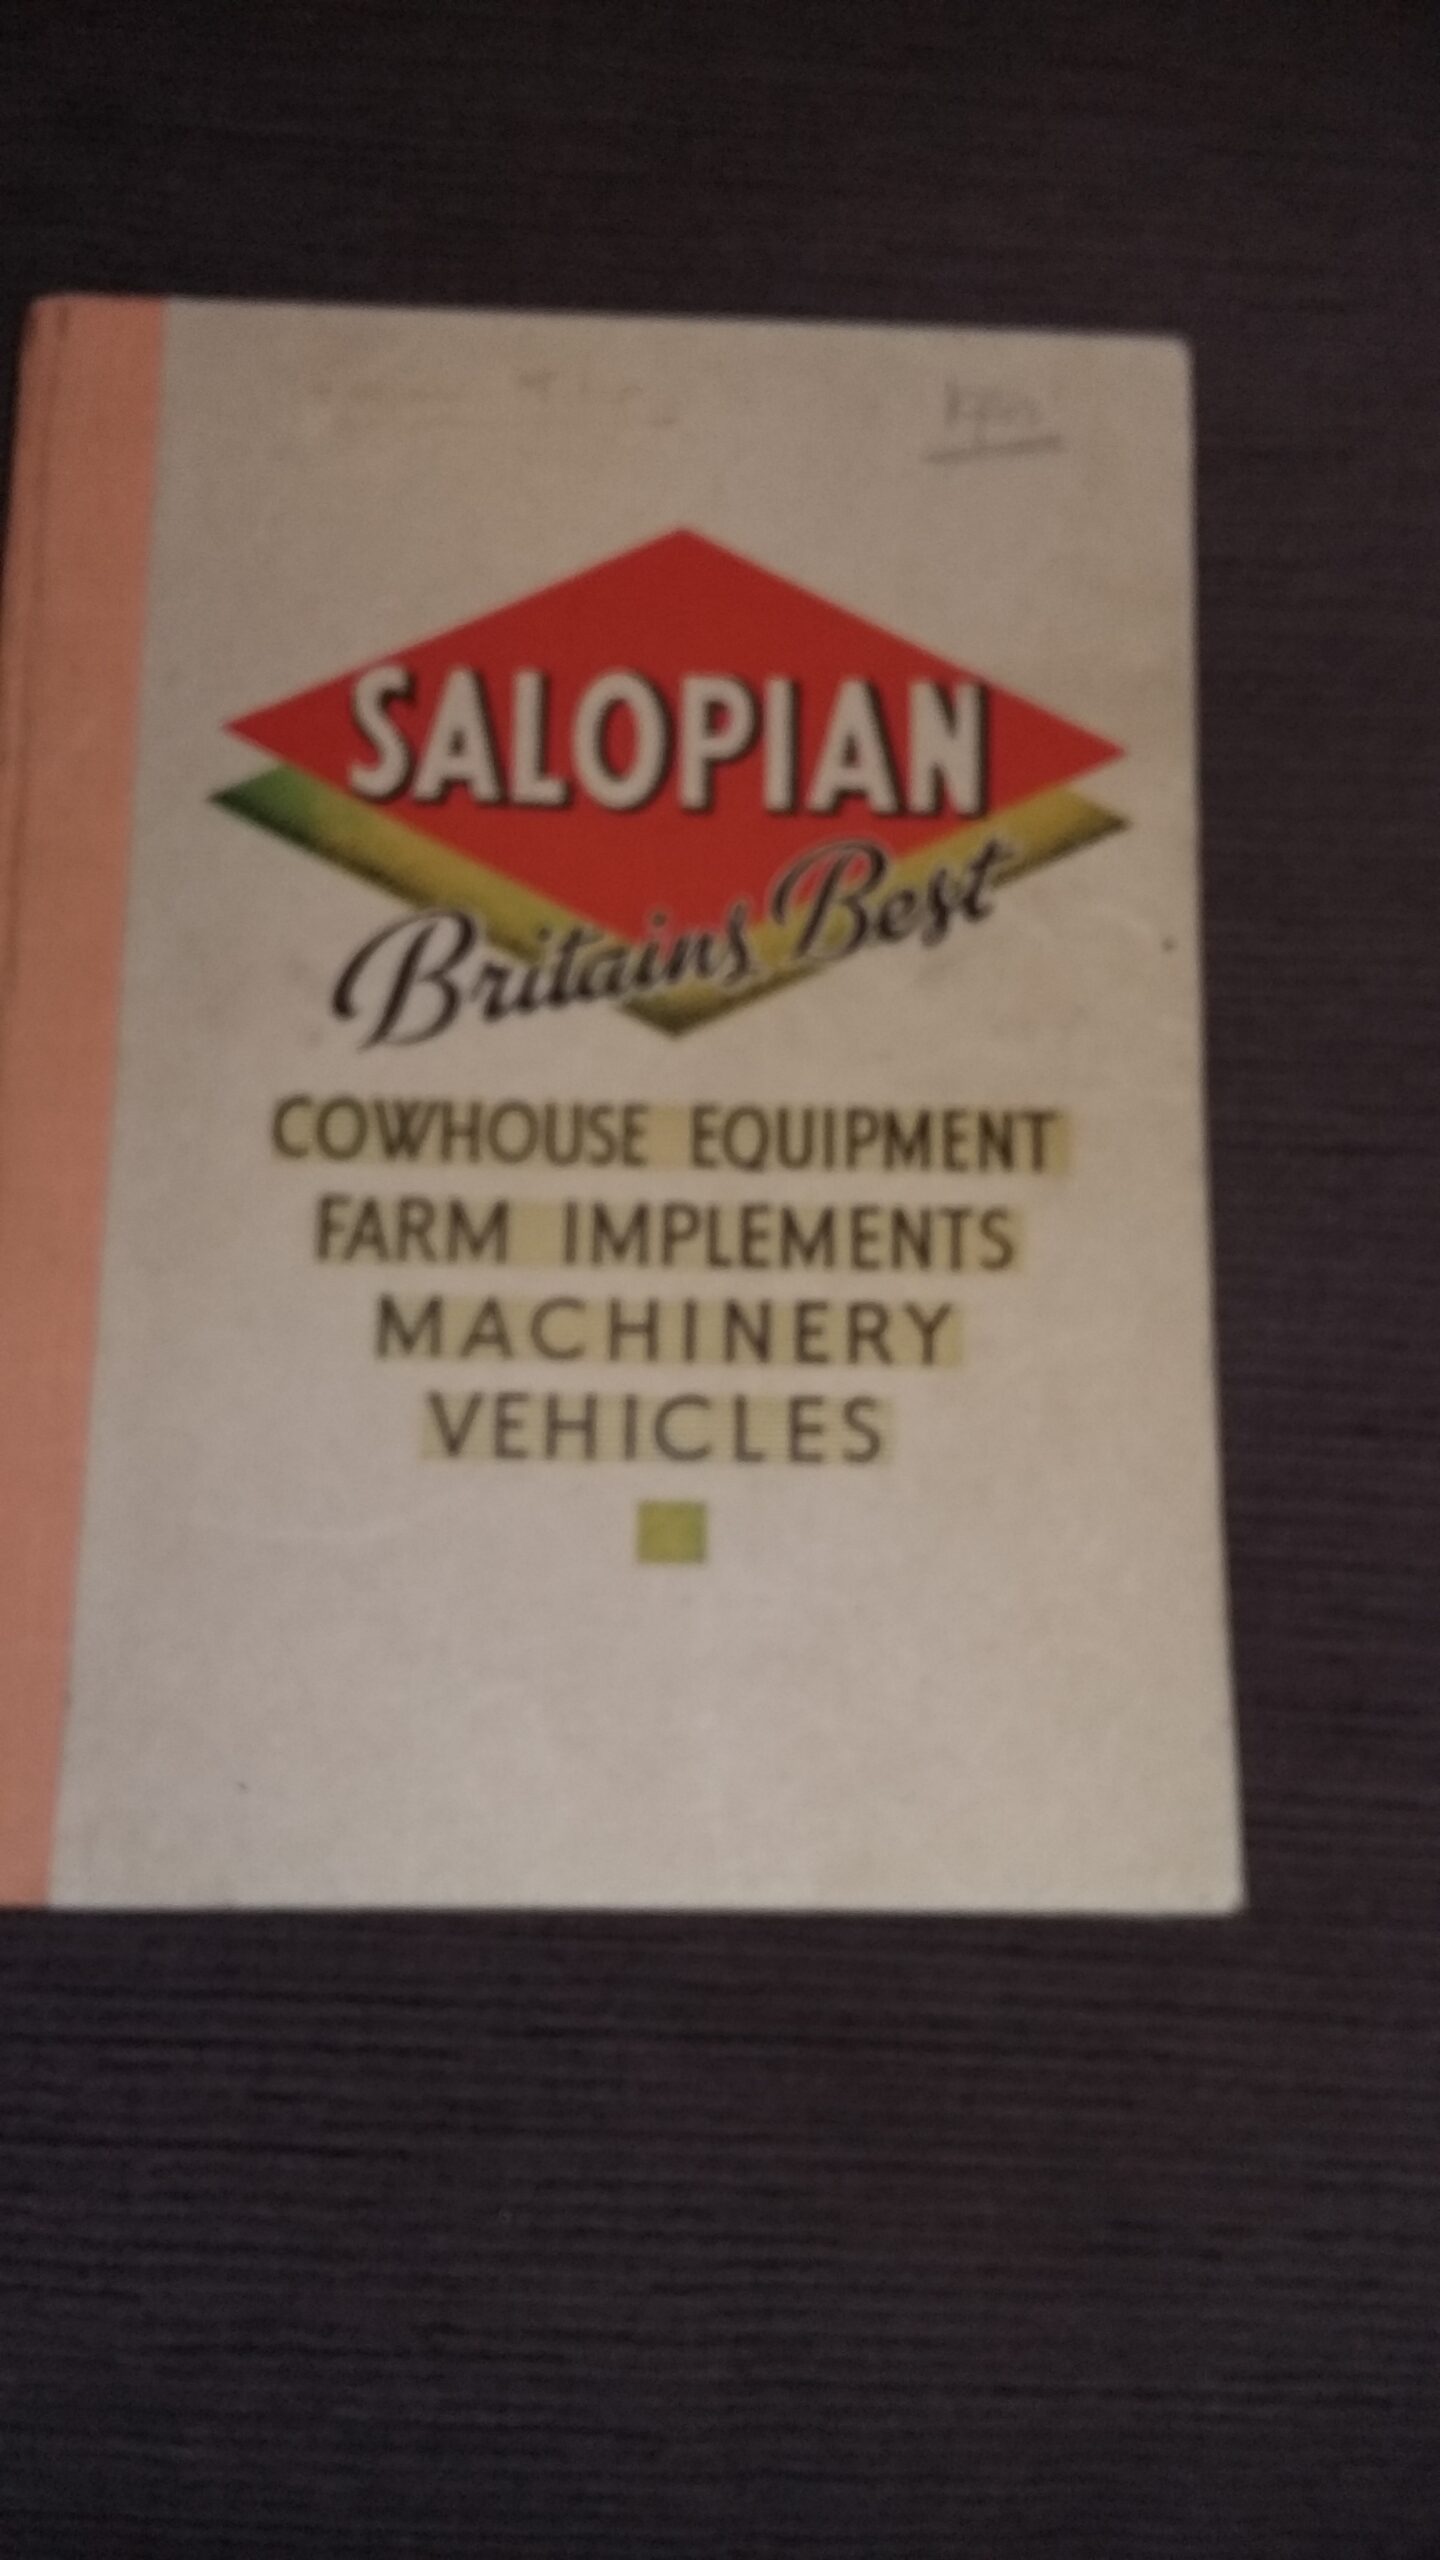 SALOPIAN
Britains Best
COWHOUSE EQUIPMENT
FARM IMPLEMENTS
MACHINERY
VEHICLES